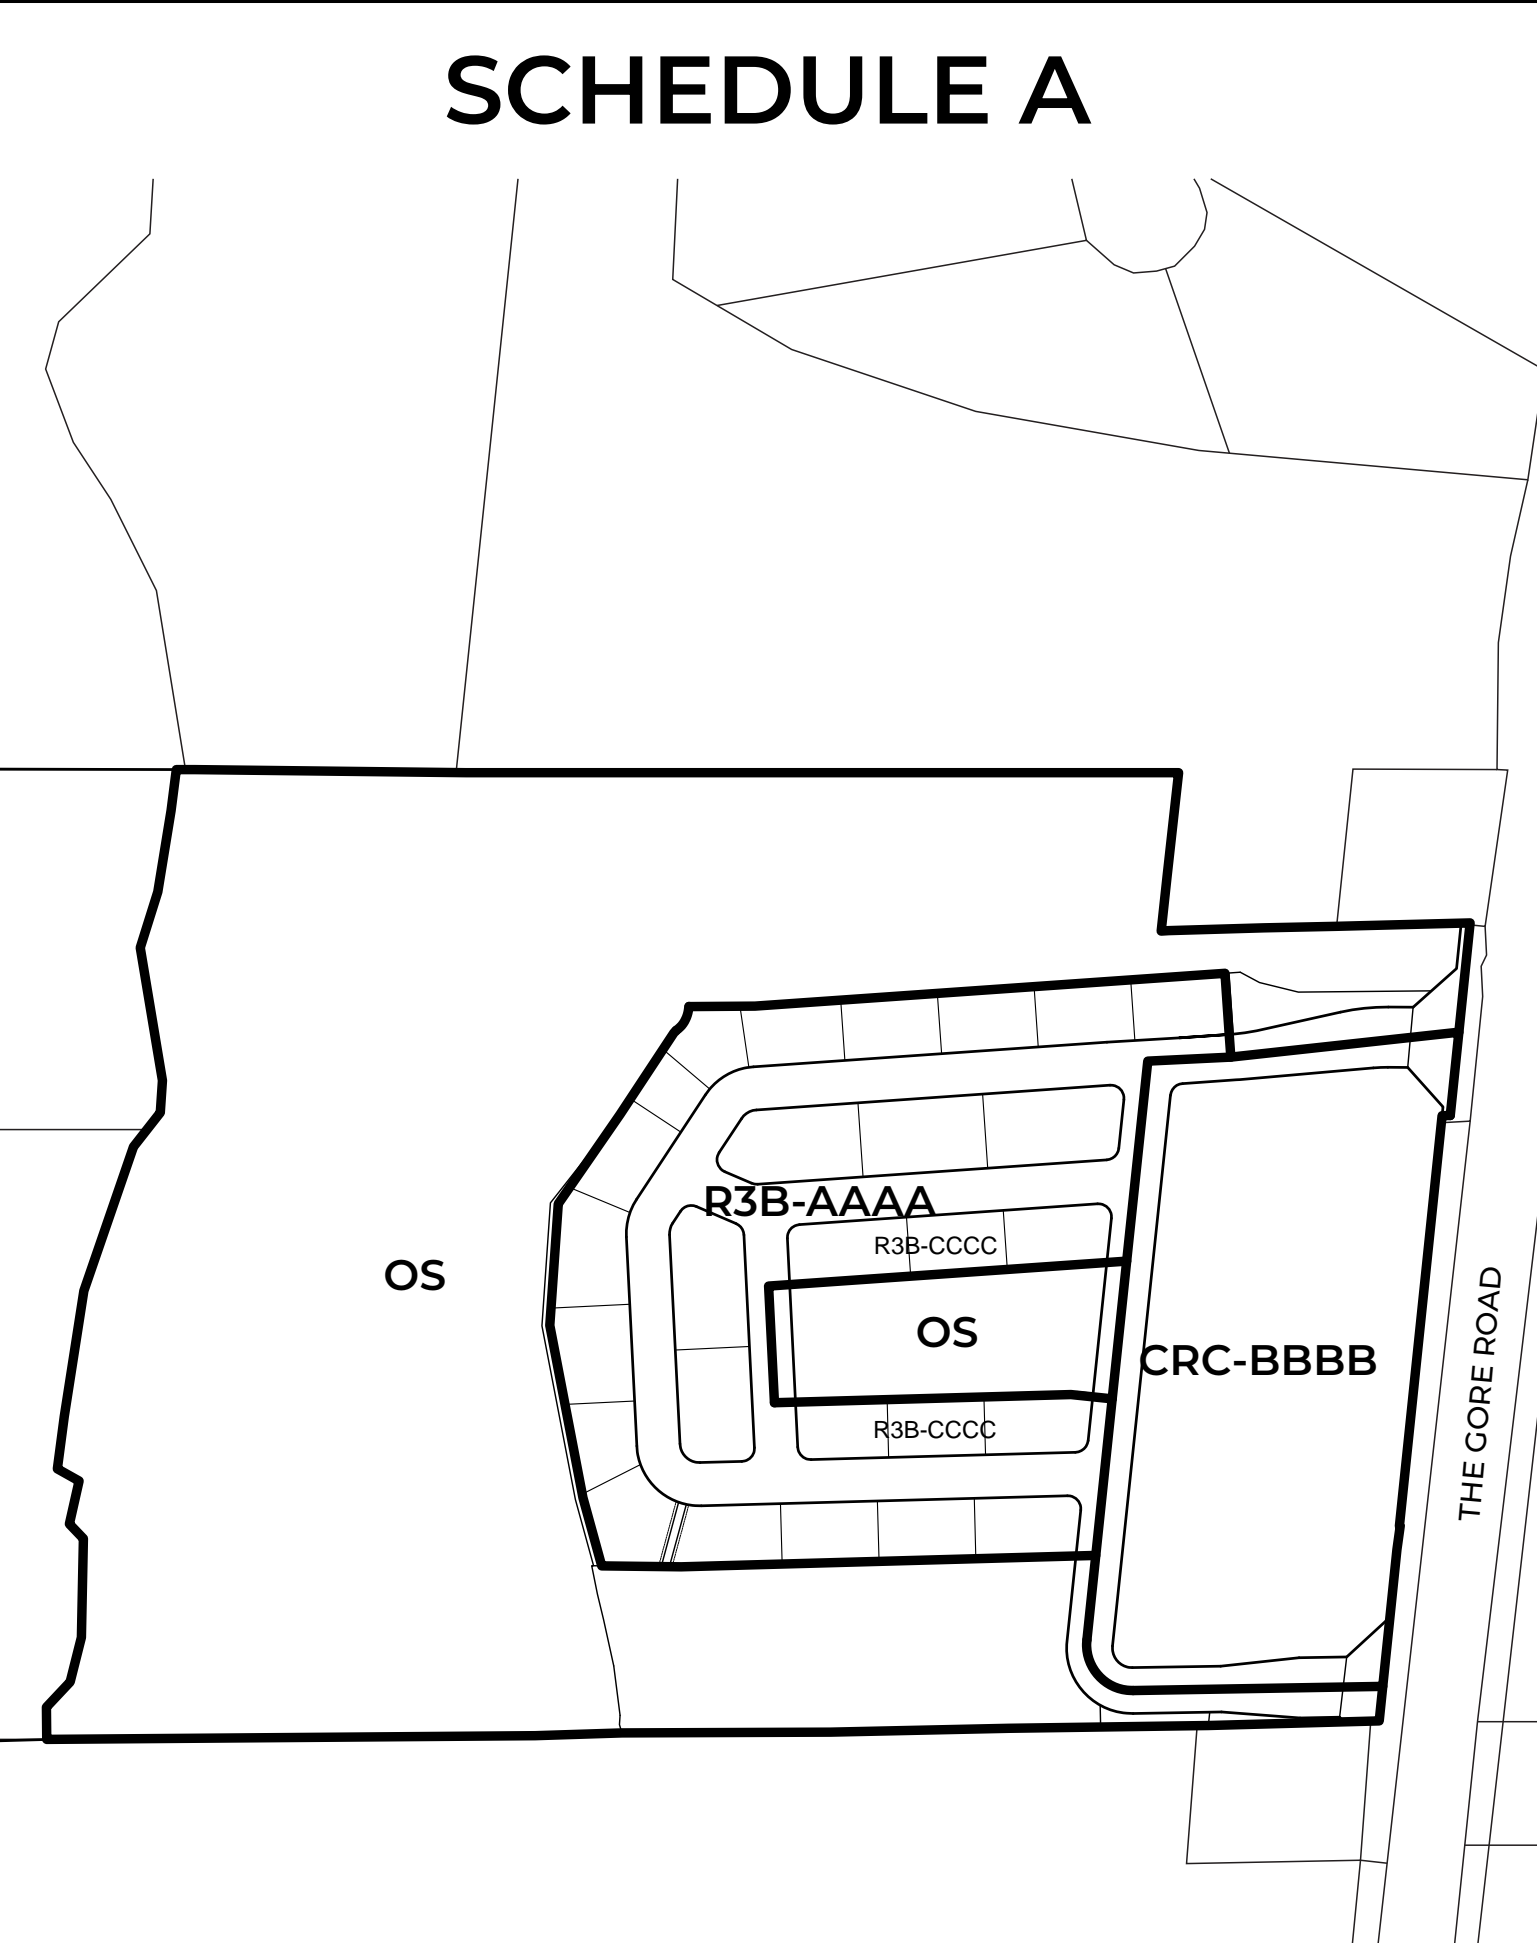 SCHEDULE A
R3B-AAAA
R3B-CCCC
OS
OS
CRC-BBBB
R3B-CCCC
THE GORE ROAD